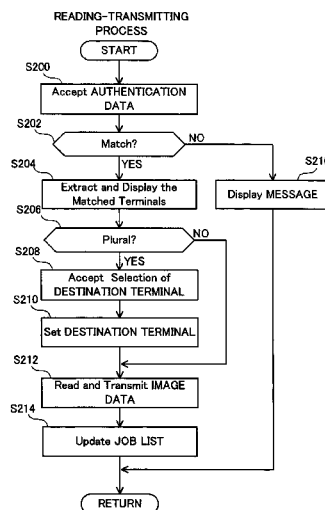 READING-TRANSMITTING
PROCESS
START
S200
Accept AUTHENTICATION
DATA
S202
Match?
NO
YES
S204
S216
Extract and Display the
Matched Terminals
Display MESSAGE
S206
Plural?
NO
YES
S208
Accept Selection of
DESTINATION TERMINAL
S210
Set DESTINATION TERMINAL
S212
Read and Transmit IMAGE
DATA
S214
Update JOB LIST
RETURN